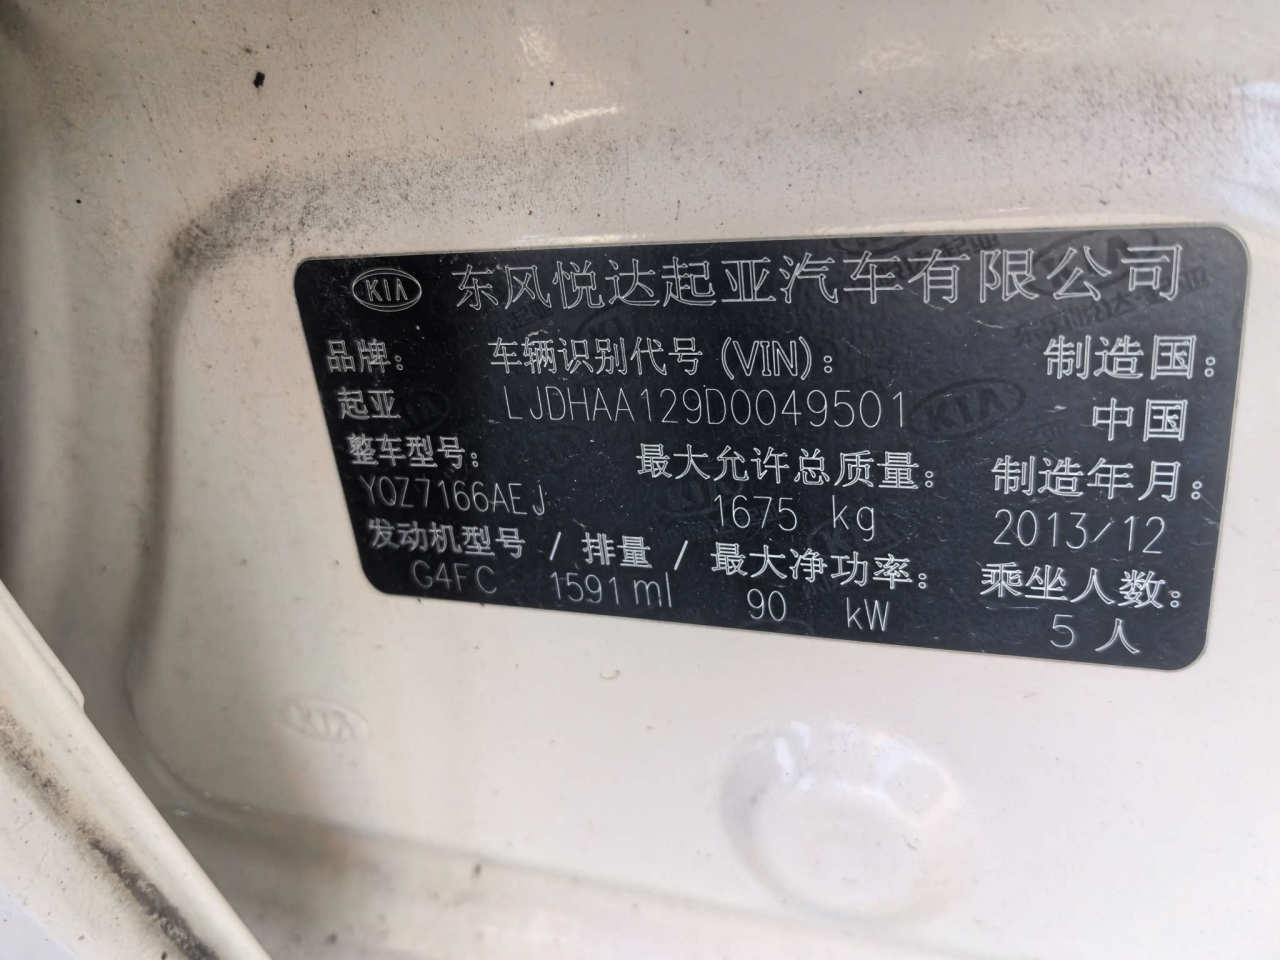 KIA 东风悦达起亚汽车有限公司
品牌： 车辆识别代号 (VIN)： 制造国：
起亚 LJDHAA129D0049501 中国
整车型号： 最大允许总质量： 制造年月：
YQZ7166AEJ 1675 kg 2013/12
发动机型号 / 排量 / 最大净功率： 乘坐人数：
G4FC 1591ml 90 kW 5人